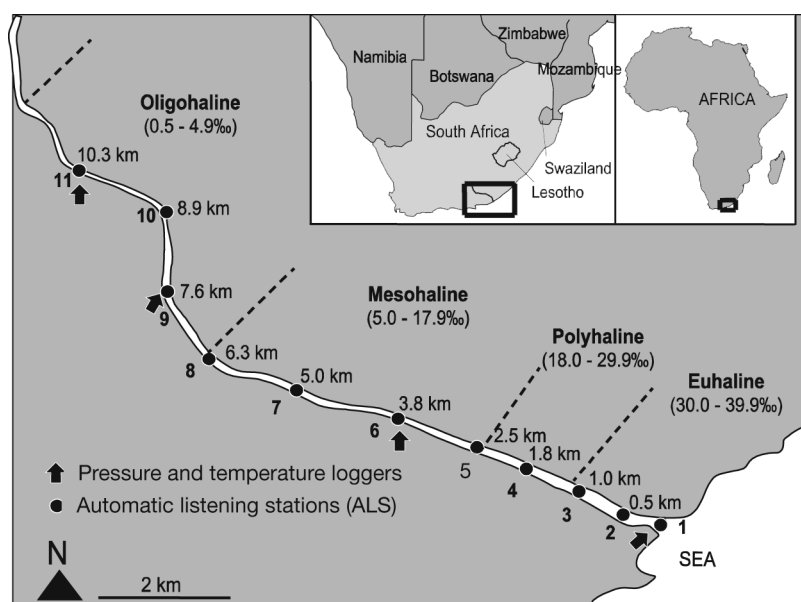 Zimbabwe
Namibia
Mozambique
Botswana
AFRICA
South Africa
Swaziland
Lesotho
Oligohaline
(0.5 - 4.9‰)
10.3 km
11
10
8.9 km
7.6 km
9
Mesohaline
(5.0 - 17.9‰)
Polyhaline
(18.0 - 29.9‰)
Euhaline
(30.0 - 39.9‰)
6.3 km
8
5.0 km
7
3.8 km
6
2.5 km
5
1.8 km
4
1.0 km
3
0.5 km
2
1
SEA
Pressure and temperature loggers
Automatic listening stations (ALS)
N
2 km